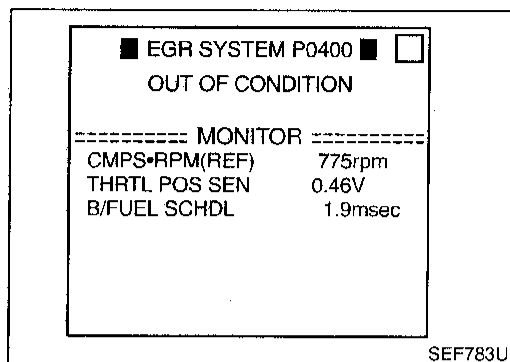 ■ EGR SYSTEM P0400 ■ □
OUT OF CONDITION
========== MONITOR ==========
CMPS•RPM(REF) 775rpm
THRTL POS SEN 0.46V
B/FUEL SCHDL 1.9msec
SEF783U